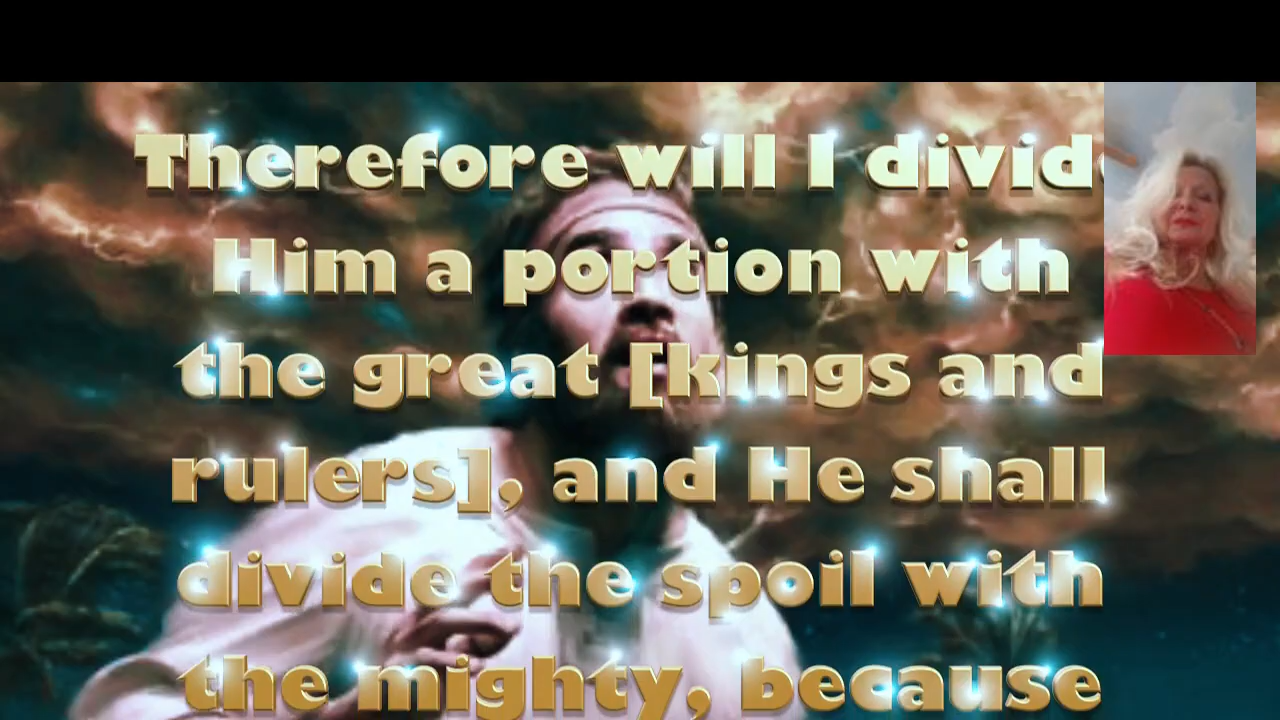 Therefore will I divide
Him a portion with
the great [kings and
rulers], and He shall
divide the spoil with
the mighty, because